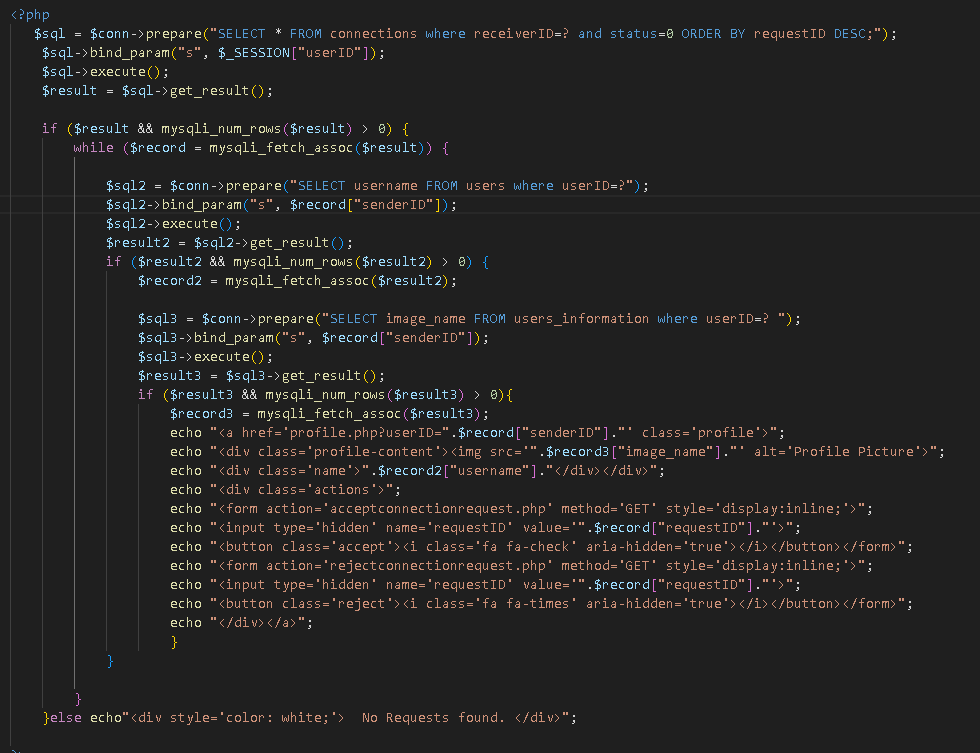 <?php
$sql = $conn->prepare("SELECT * FROM connections where receiverID=? and status=0 ORDER BY requestID DESC;");
$sql->bind_param("s", $_SESSION["userID"]);
$sql->execute();
$result = $sql->get_result();
if ($result && mysqli_num_rows($result) > 0) {
while ($record = mysqli_fetch_assoc($result)) {
$sql2 = $conn->prepare("SELECT username FROM users where userID=?");
$sql2->bind_param("s", $record["senderID"]);
$sql2->execute();
$result2 = $sql2->get_result();
if ($result2 && mysqli_num_rows($result2) > 0) {
$record2 = mysqli_fetch_assoc($result2);
$sql3 = $conn->prepare("SELECT image_name FROM users_information where userID=? ");
$sql3->bind_param("s", $record["senderID"]);
$sql3->execute();
$result3 = $sql3->get_result();
if ($result3 && mysqli_num_rows($result3) > 0){
$record3 = mysqli_fetch_assoc($result3);
echo "<a href='profile.php?userID=".$record["senderID"]."' class='profile'>";
echo "<div class='profile-content'><img src='".$record3["image_name"]."' alt='Profile Picture'>";
echo "<div class='name'>".$record2["username"]."</div></div>";
echo "<div class='actions'>";
echo "<form action='acceptconnectionrequest.php' method='GET' style='display:inline;'>";
echo "<input type='hidden' name='requestID' value='".$record["requestID"]."'>";
echo "<button class='accept'><i class='fa fa-check' aria-hidden='true'></i></button></form>";
echo "<form action='rejectconnectionrequest.php' method='GET' style='display:inline;'>";
echo "<input type='hidden' name='requestID' value='".$record["requestID"]."'>";
echo "<button class='reject'><i class='fa fa-times' aria-hidden='true'></i></button></form>";
echo "</div></a>";
}
}
}
}else echo"<div style='color: white;'>  No Requests found. </div>";